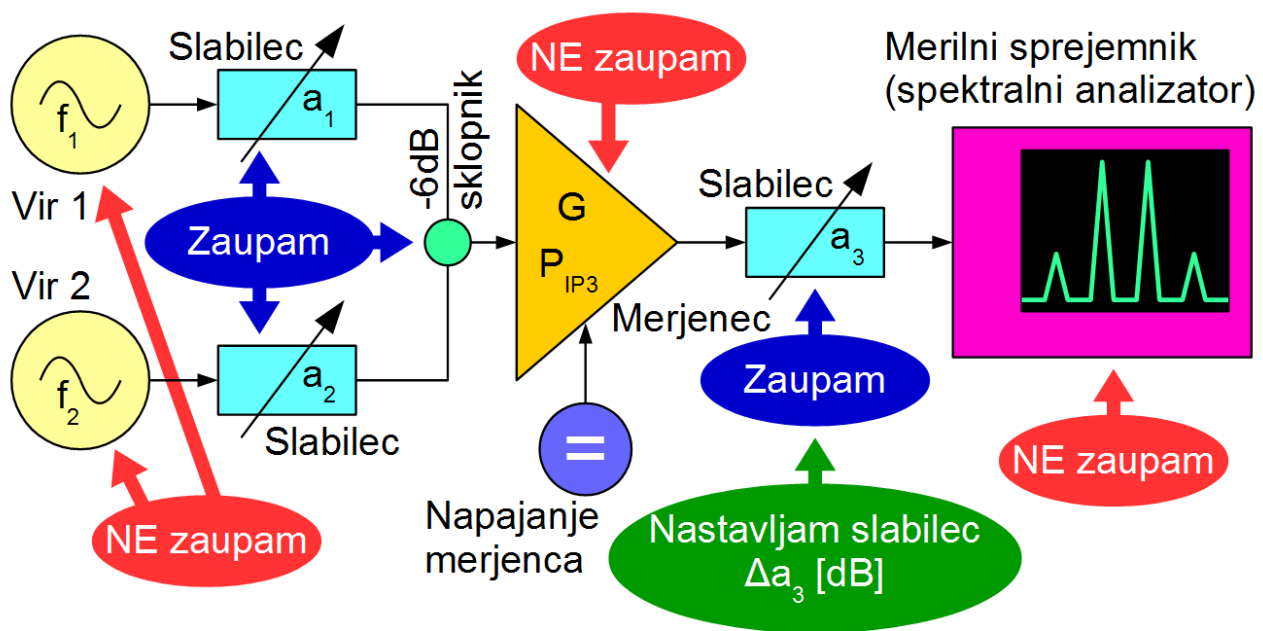 Slabilec
NE zaupam
Merilni sprejemnik
(spektralni analizator)
f1
a1
-6dB
sklopnik
Vir 1
Zaupam
G
PIP3
Slabilec
a3
Vir 2
Merjenec
f2
a2
Slabilec
Zaupam
=
NE zaupam
NE zaupam
Napajanje
merjenca
Nastavljam slabilec
Δa3 [dB]